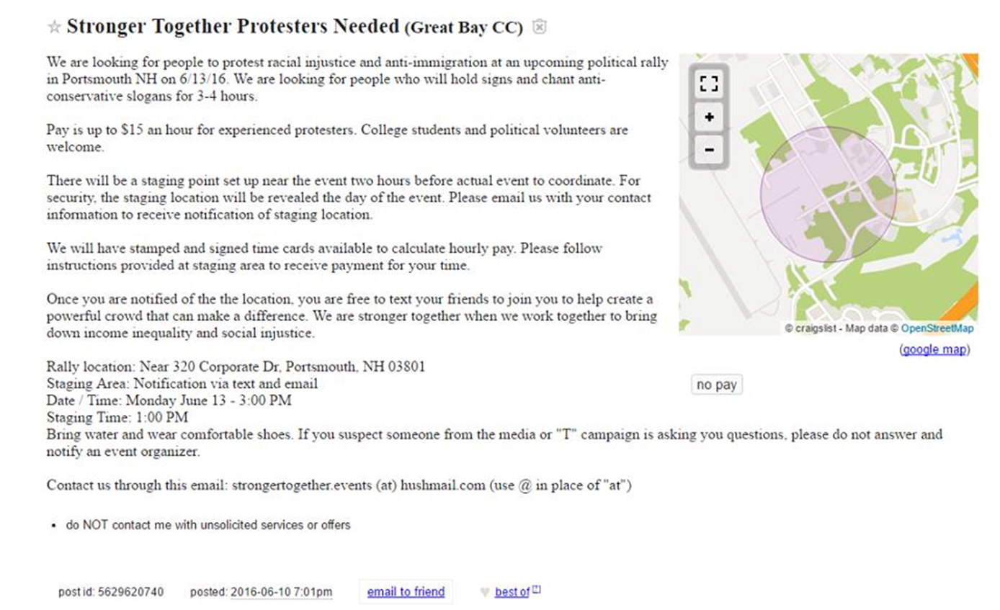 ☆ Stronger Together Protesters Needed (Great Bay CC)
We are looking for people to protest racial injustice and anti-immigration at an upcoming political rally
in Portsmouth NH on 6/13/16. We are looking for people who will hold signs and chant anti-
conservative slogans for 3-4 hours.
Pay is up to $15 an hour for experienced protesters. College students and political volunteers are
welcome.
There will be a staging point set up near the event two hours before actual event to coordinate. For
security, the staging location will be revealed the day of the event. Please email us with your contact
information to receive notification of staging location.
We will have stamped and signed time cards available to calculate hourly pay. Please follow
instructions provided at staging area to receive payment for your time.
Once you are notified of the the location, you are free to text your friends to join you to help create a
powerful crowd that can make a difference. We are stronger together when we work together to bring
down income inequality and social injustice.
Rally location: Near 320 Corporate Dr, Portsmouth, NH 03801
Staging Area: Notification via text and email
Date / Time: Monday June 13 - 3:00 PM
Staging Time: 1:00 PM
Bring water and wear comfortable shoes. If you suspect someone from the media or "T" campaign is asking you questions, please do not answer and
notify an event organizer.
Contact us through this email: strongertogether.events (at) hushmail.com (use @ in place of "at")
• do NOT contact me with unsolicited services or offers
+
−
© craigslist - Map data © OpenStreetMap
(google map)
no pay
post id: 5629620740 posted: 2016-06-10 7:01pm email to friend ♥ best of [?]